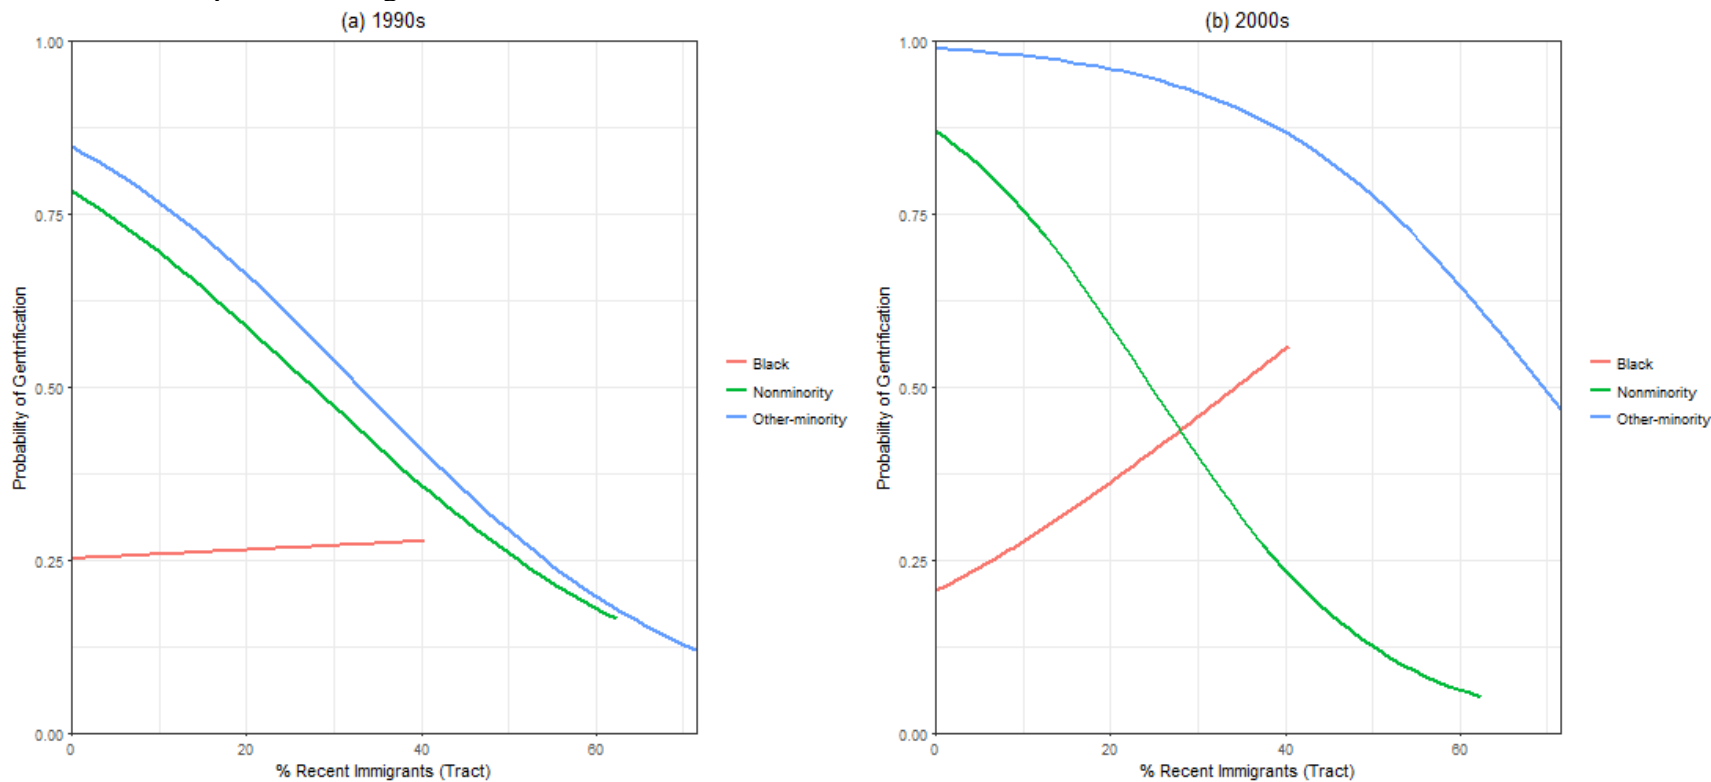 (a) 1990s
1.00
0.75
0.50
0.25
0.00
0
20
40
60
Probability of Gentrification
% Recent Immigrants (Tract)
Black
Nonminority
Other-minority
(b) 2000s
1.00
0.75
0.50
0.25
0.00
0
20
40
60
Probability of Gentrification
% Recent Immigrants (Tract)
Black
Nonminority
Other-minority